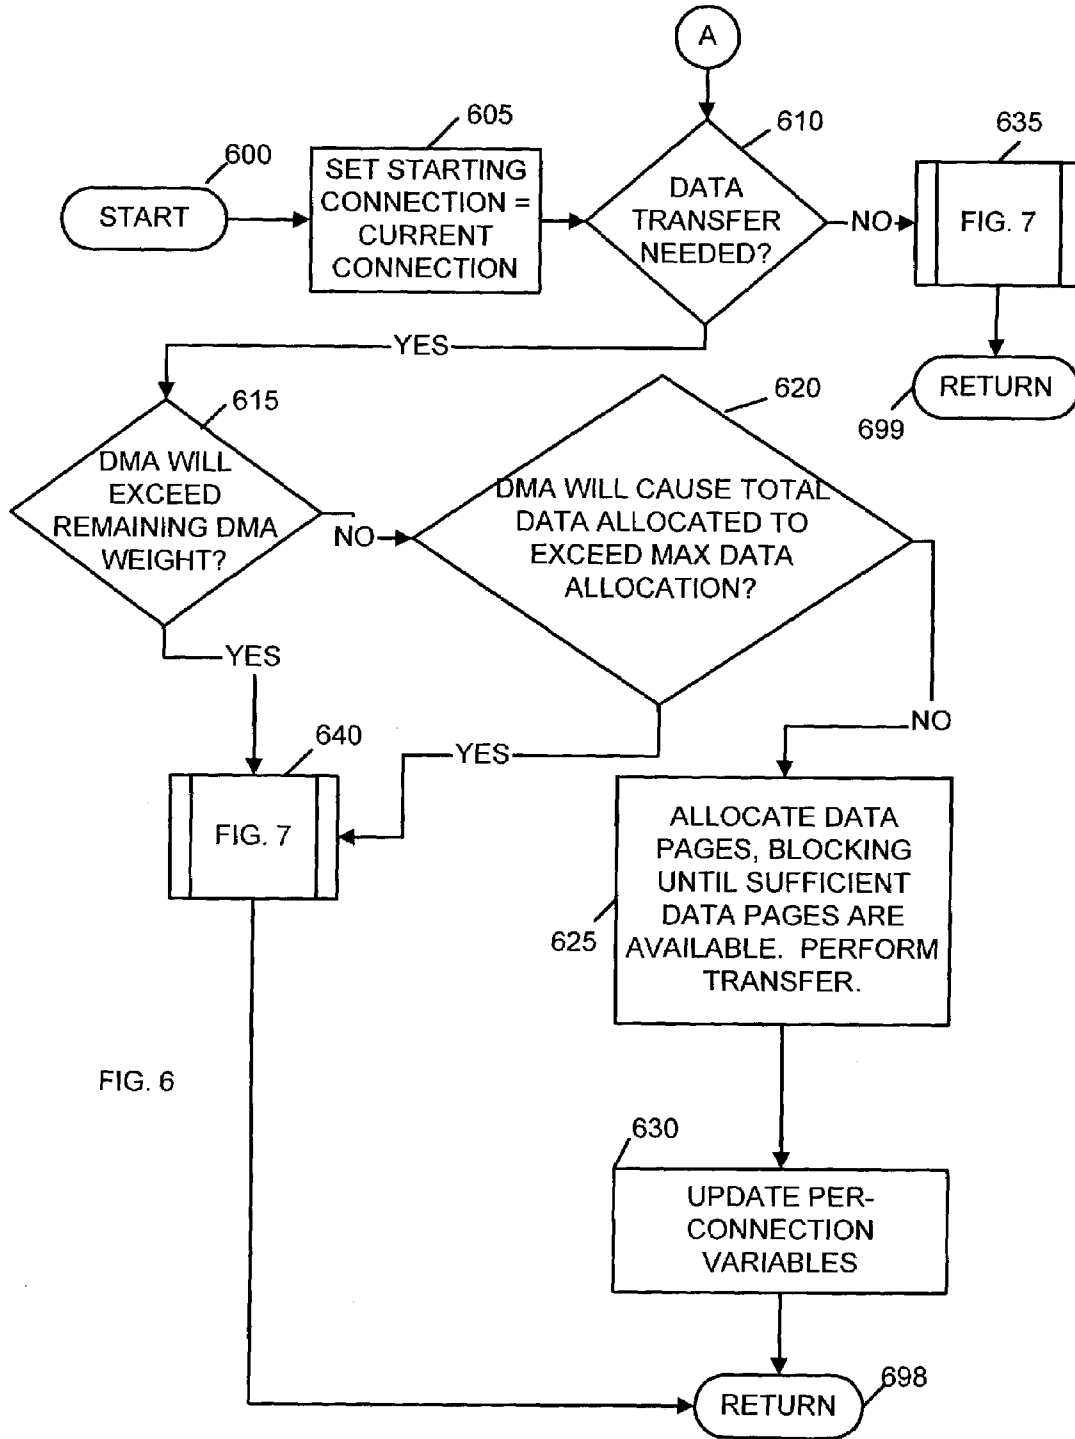 A
605
610
635
600
START
SET STARTING
CONNECTION =
CURRENT
CONNECTION
DATA
TRANSFER
NEEDED?
NO
FIG. 7
YES
RETURN
699
615
620
DMA WILL
EXCEED
REMAINING DMA
WEIGHT?
NO
DMA WILL CAUSE TOTAL
DATA ALLOCATED TO
EXCEED MAX DATA
ALLOCATION?
YES
NO
YES
640
FIG. 7
ALLOCATE DATA
PAGES, BLOCKING
UNTIL SUFFICIENT
DATA PAGES ARE
AVAILABLE. PERFORM
TRANSFER.
625
FIG. 6
630
UPDATE PER-
CONNECTION
VARIABLES
RETURN
698